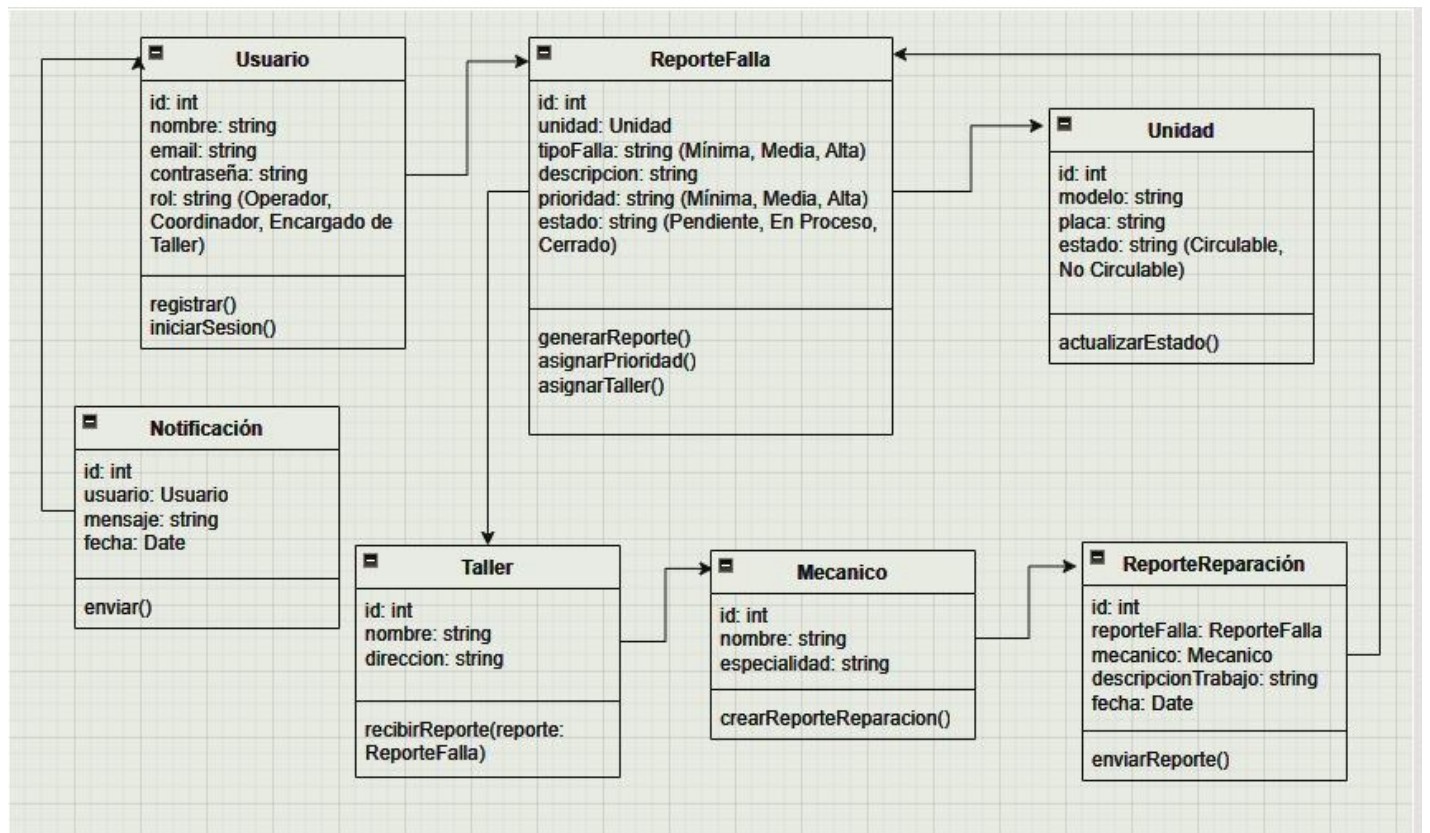 Usuario
id: int
nombre: string
email: string
contraseña: string
rol: string (Operador,
Coordinador, Encargado de
Taller)
registrar()
iniciarSesion()
ReporteFalla
id: int
unidad: Unidad
tipoFalla: string (Mínima, Media, Alta)
descripcion: string
prioridad: string (Mínima, Media, Alta)
estado: string (Pendiente, En Proceso,
Cerrado)
generarReporte()
asignarPrioridad()
asignarTaller()
Unidad
id: int
modelo: string
placa: string
estado: string (Circulable,
No Circulable)
actualizarEstado()
Notificación
id: int
usuario: Usuario
mensaje: string
fecha: Date
enviar()
Taller
id: int
nombre: string
direccion: string
recibirReporte(reporte:
ReporteFalla)
Mecanico
id: int
nombre: string
especialidad: string
crearReporteReparacion()
ReporteReparación
id: int
reporteFalla: ReporteFalla
mecanico: Mecanico
descripcionTrabajo: string
fecha: Date
enviarReporte()